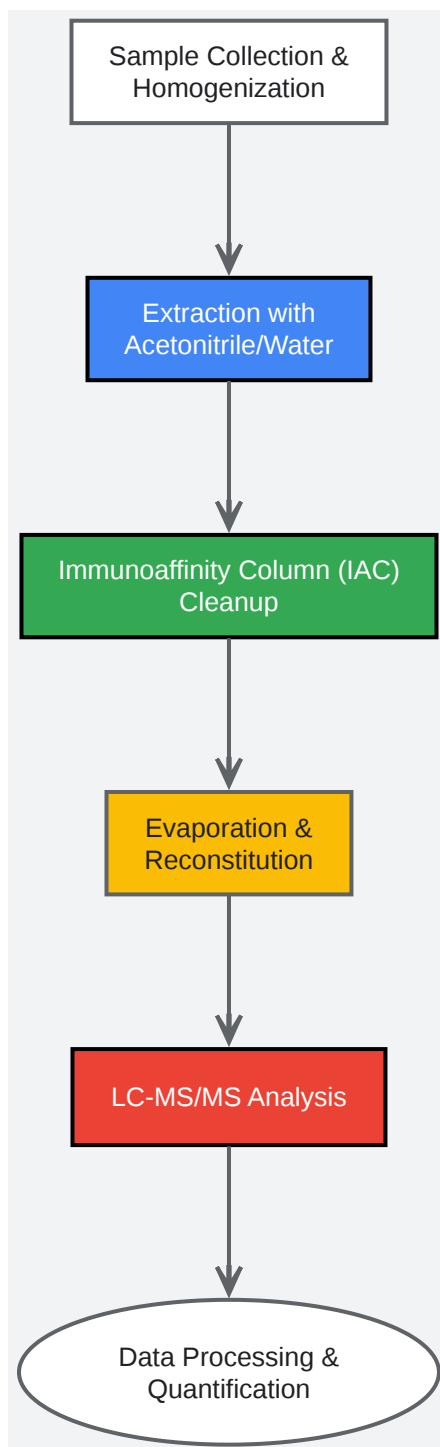 Sample Collection &
Homogenization
Extraction with
Acetonitrile/Water
Immunoaffinity Column (IAC)
Cleanup
Evaporation &
Reconstitution
LC-MS/MS Analysis
Data Processing &
Quantification